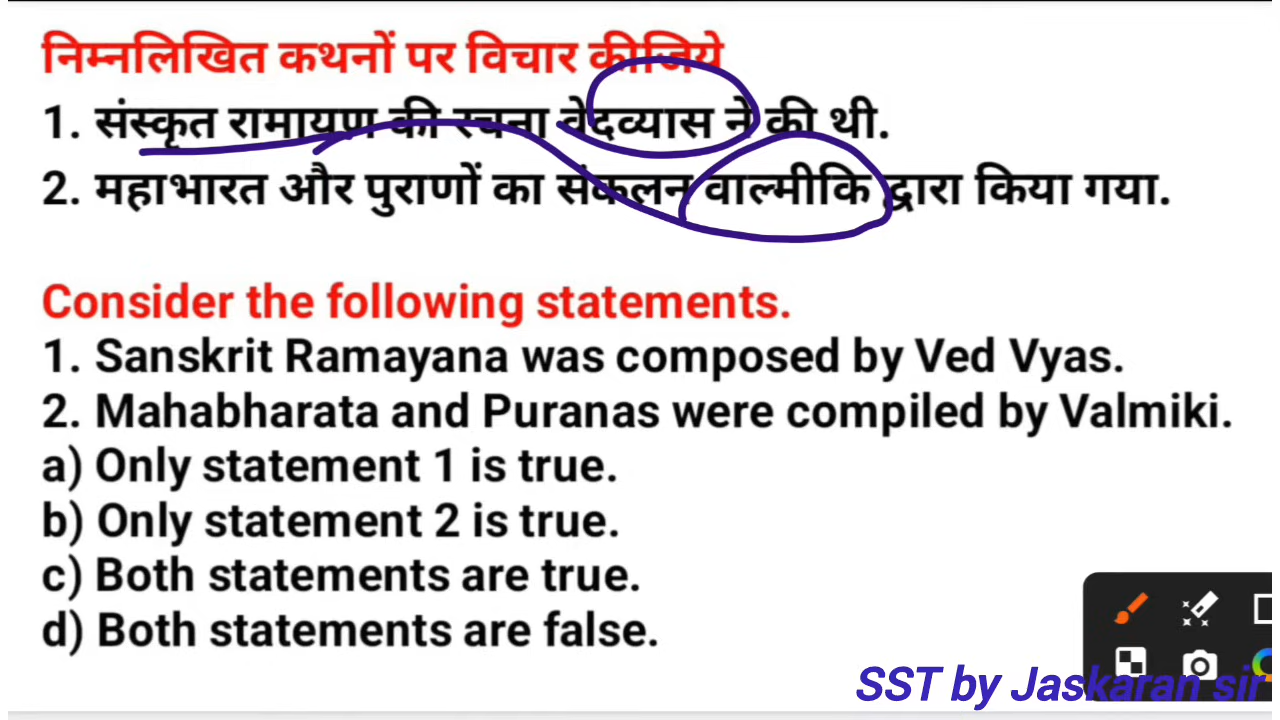 निम्नलिखित कथनों पर विचार कीजिये
1. संस्कृत रामायण की रचना वेदव्यास ने की थी.
2. महाभारत और पुराणों का संकलन वाल्मीकि द्वारा किया गया.
Consider the following statements.
1. Sanskrit Ramayana was composed by Ved Vyas.
2. Mahabharata and Puranas were compiled by Valmiki.
a) Only statement 1 is true.
b) Only statement 2 is true.
c) Both statements are true.
d) Both statements are false.
SST by Jaskaran sir